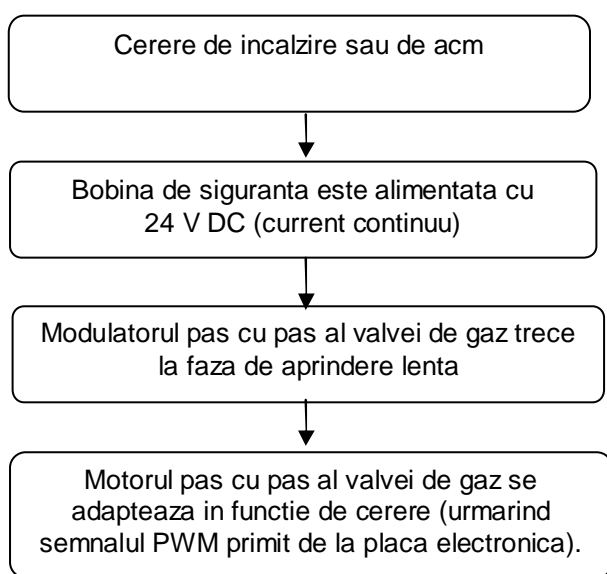 Cerere de incalzire sau de acm
Bobina de siguranta este alimentata cu
24 V DC (current continuu)
Modulatorul pas cu pas al valvei de gaz trece
la faza de aprindere lenta
Motorul pas cu pas al valvei de gaz se
adapteaza in functie de cerere (urmarind
semnalul PWM primit de la placa electronica).